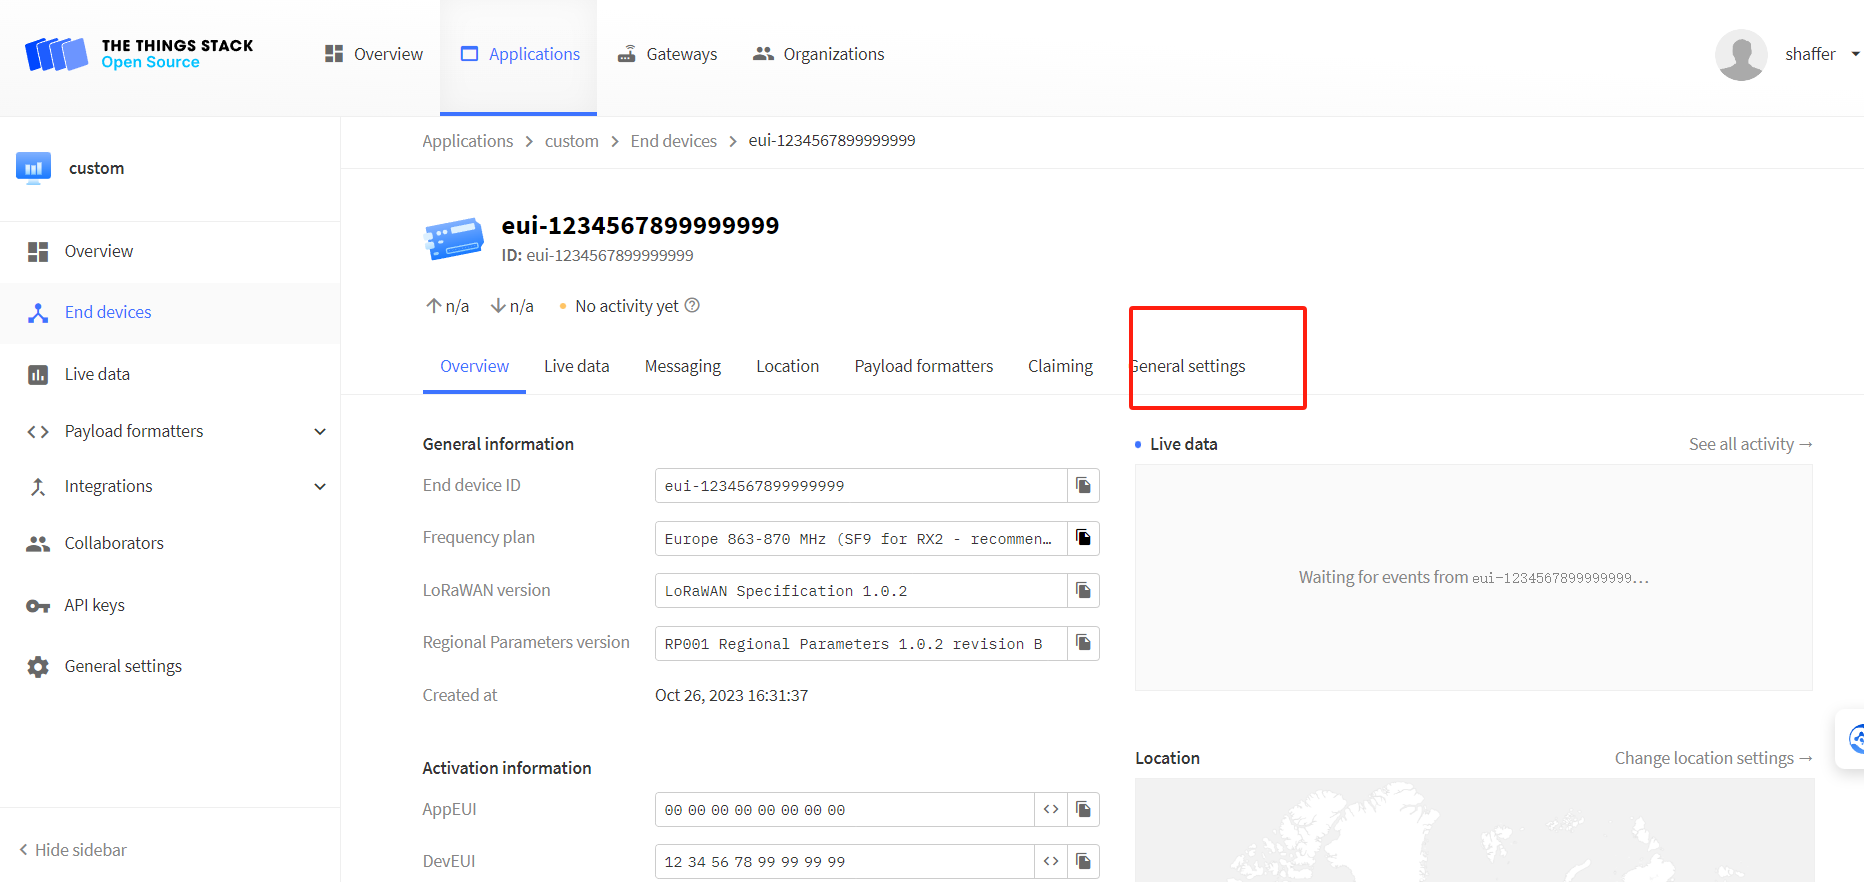 THE THINGS STACK
Open Source
Overview
Applications
Gateways
Organizations
shaffer
custom
Overview
End devices
Live data
Payload formatters
Integrations
Collaborators
API keys
General settings
Hide sidebar
Applications > custom > End devices > eui-1234567899999999
eui-1234567899999999
ID: eui-1234567899999999
↑ n/a ↓ n/a • No activity yet
Overview Live data Messaging Location Payload formatters Claiming General settings
General information
End device ID eui-1234567899999999
Frequency plan Europe 863-870 MHz (SF9 for RX2 - recommen…
LoRaWAN version LoRaWAN Specification 1.0.2
Regional Parameters version RP001 Regional Parameters 1.0.2 revision B
Created at Oct 26, 2023 16:31:37
Activation information
AppEUI 00 00 00 00 00 00 00 00
DevEUI 12 34 56 78 99 99 99 99
• Live data See all activity →
Waiting for events from eui-1234567899999999…
Location Change location settings →